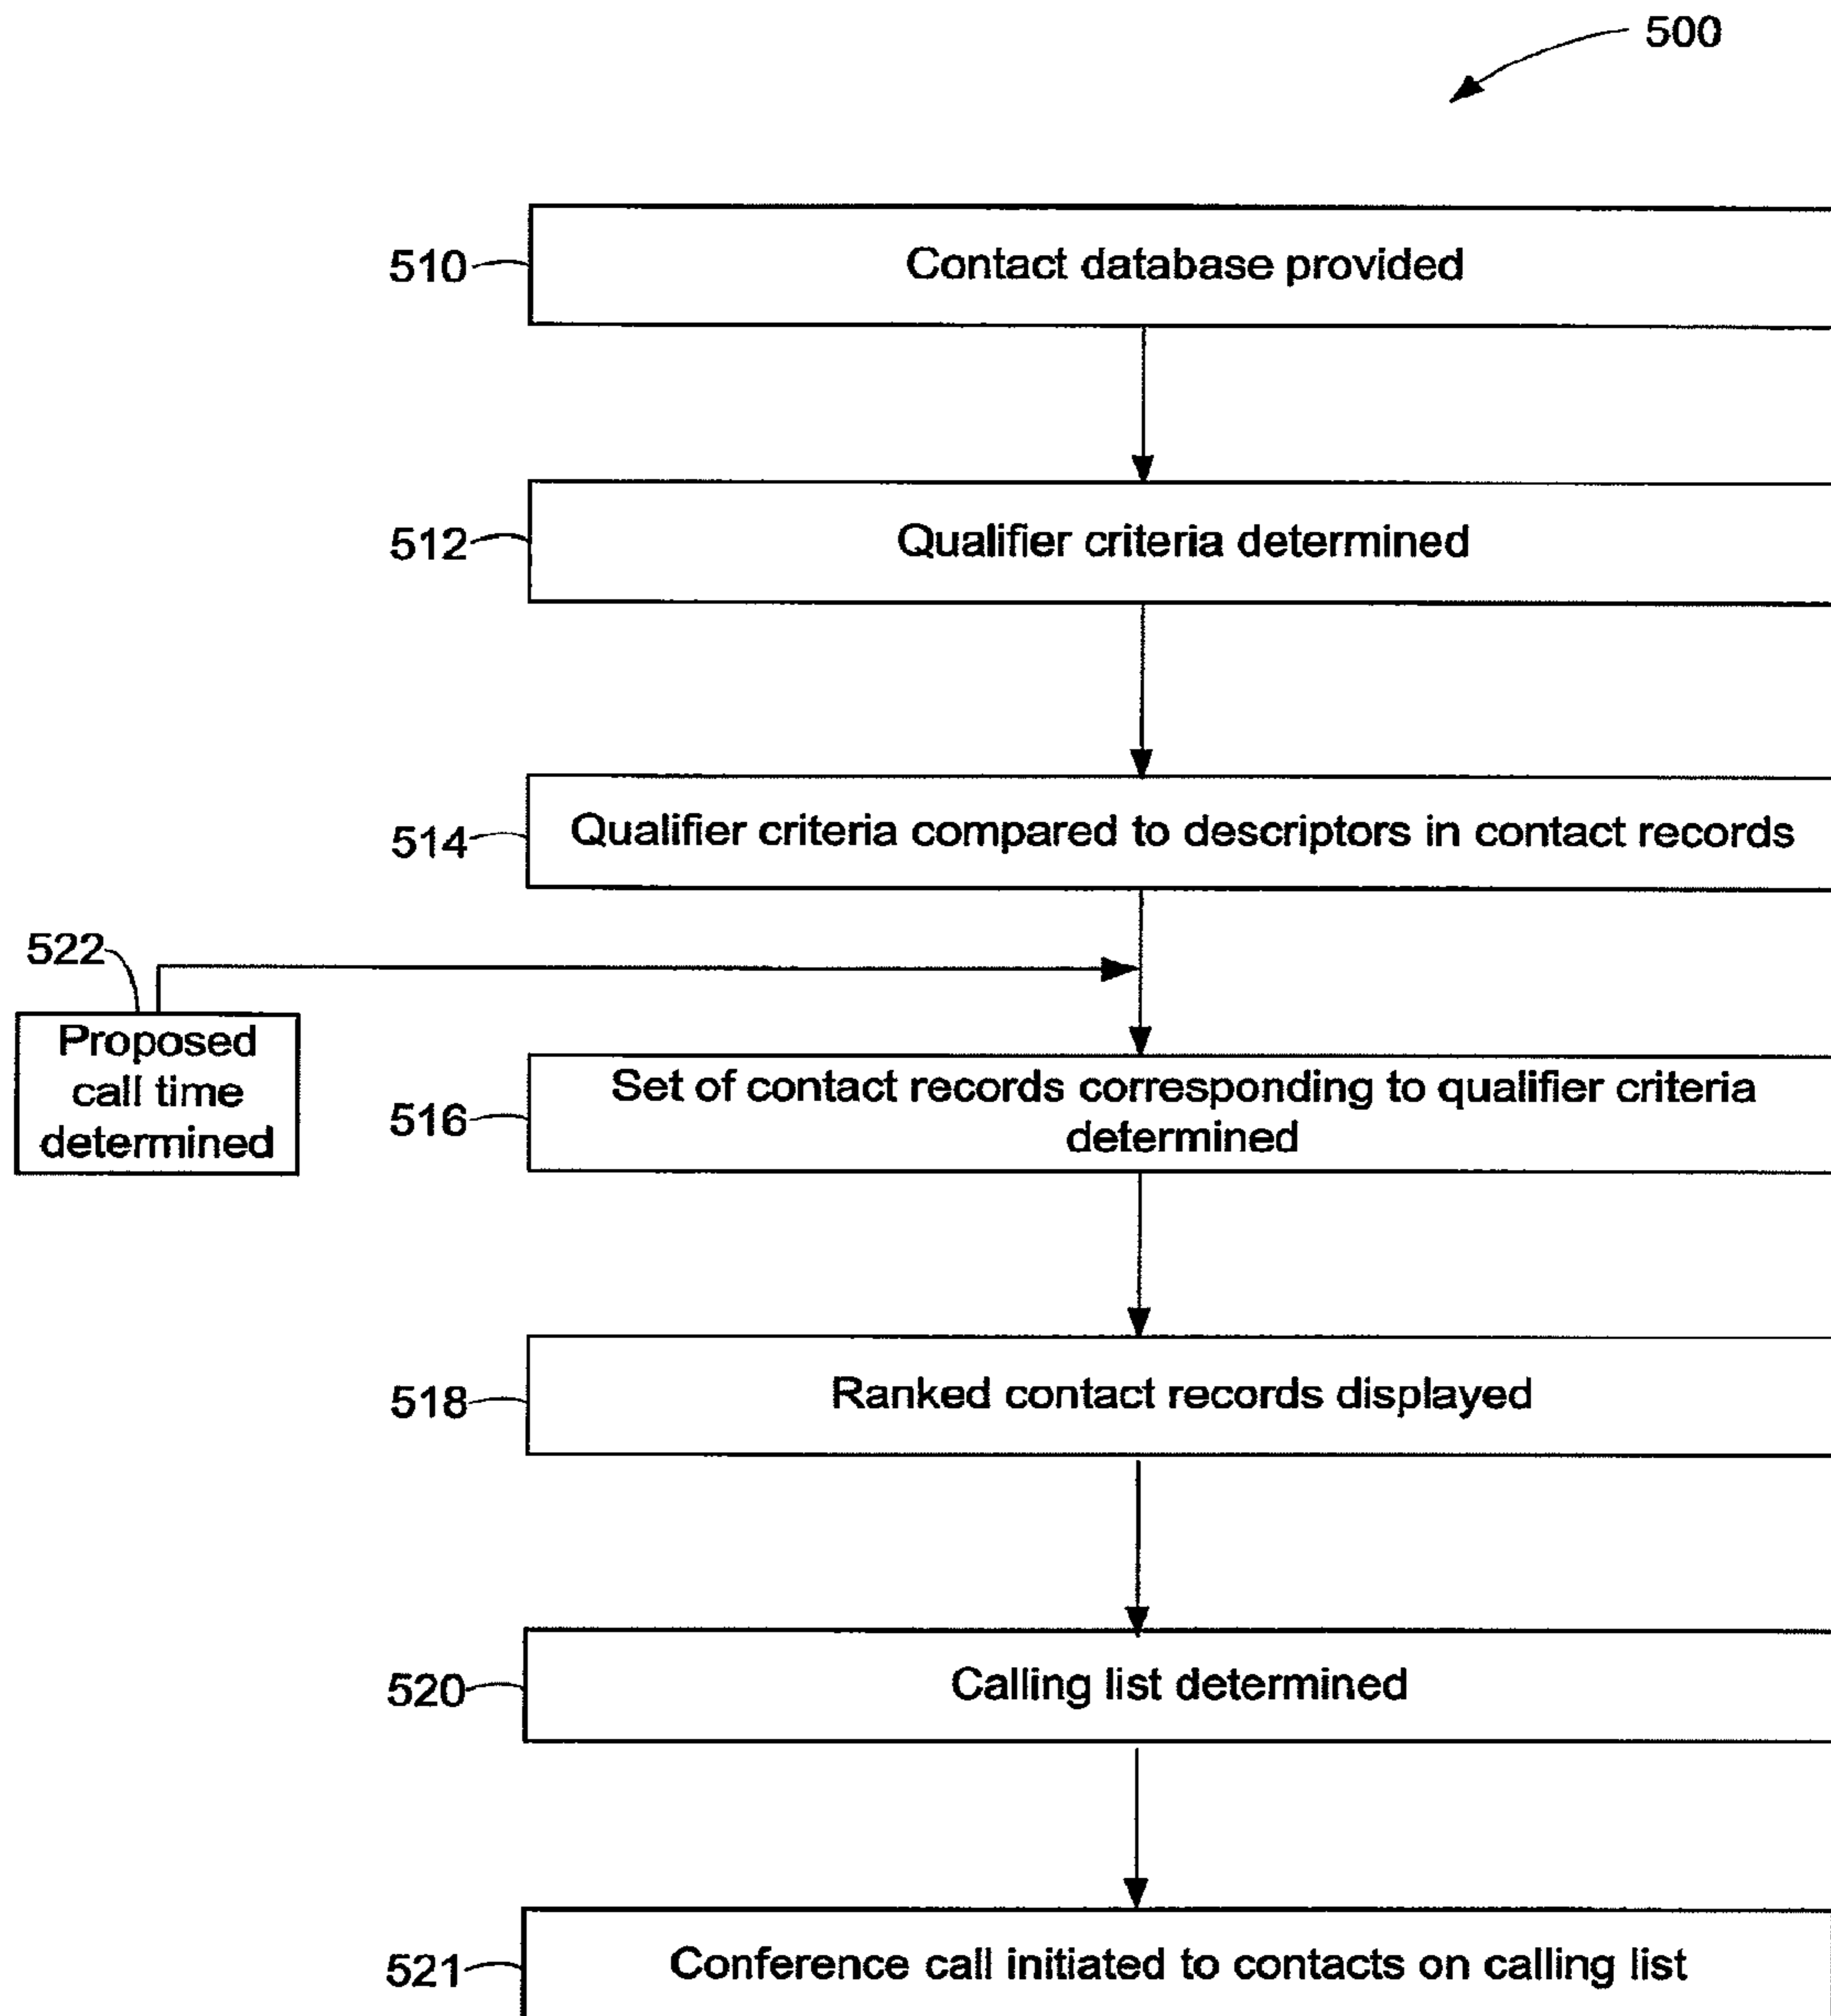 500
510
Contact database provided
512
Qualifier criteria determined
514
Qualifier criteria compared to descriptors in contact records
522
Proposed
call time
determined
516
Set of contact records corresponding to qualifier criteria
determined
518
Ranked contact records displayed
520
Calling list determined
521
Conference call initiated to contacts on calling list